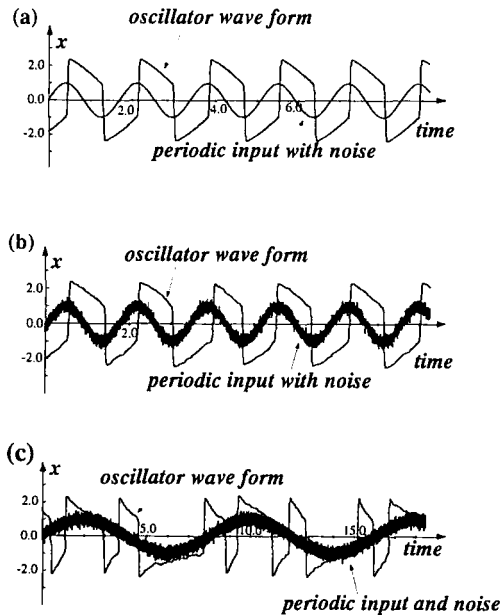 (a)
oscillator wave form
x
2.0
0.0
-2.0
2.0
4.0
6.0
time
periodic input with noise
(b)
oscillator wave form
x
2.0
0.0
-2.0
2.0
time
periodic input with noise
(c)
oscillator wave form
x
2.0
0.0
-2.0
5.0
10.0
15.0
time
periodic input and noise